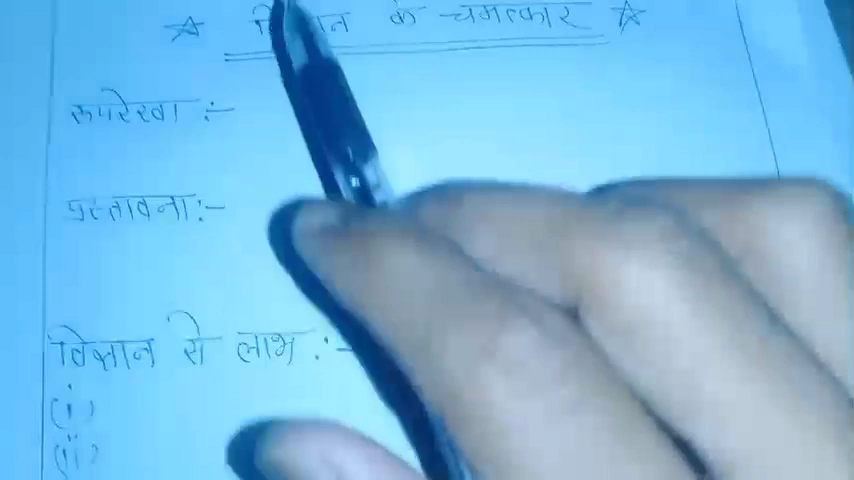 ☆ के चमत्कार ☆
रूपरेखा :-
प्रस्तावना :-
विज्ञान से लाभ :-
(i)
(ii)